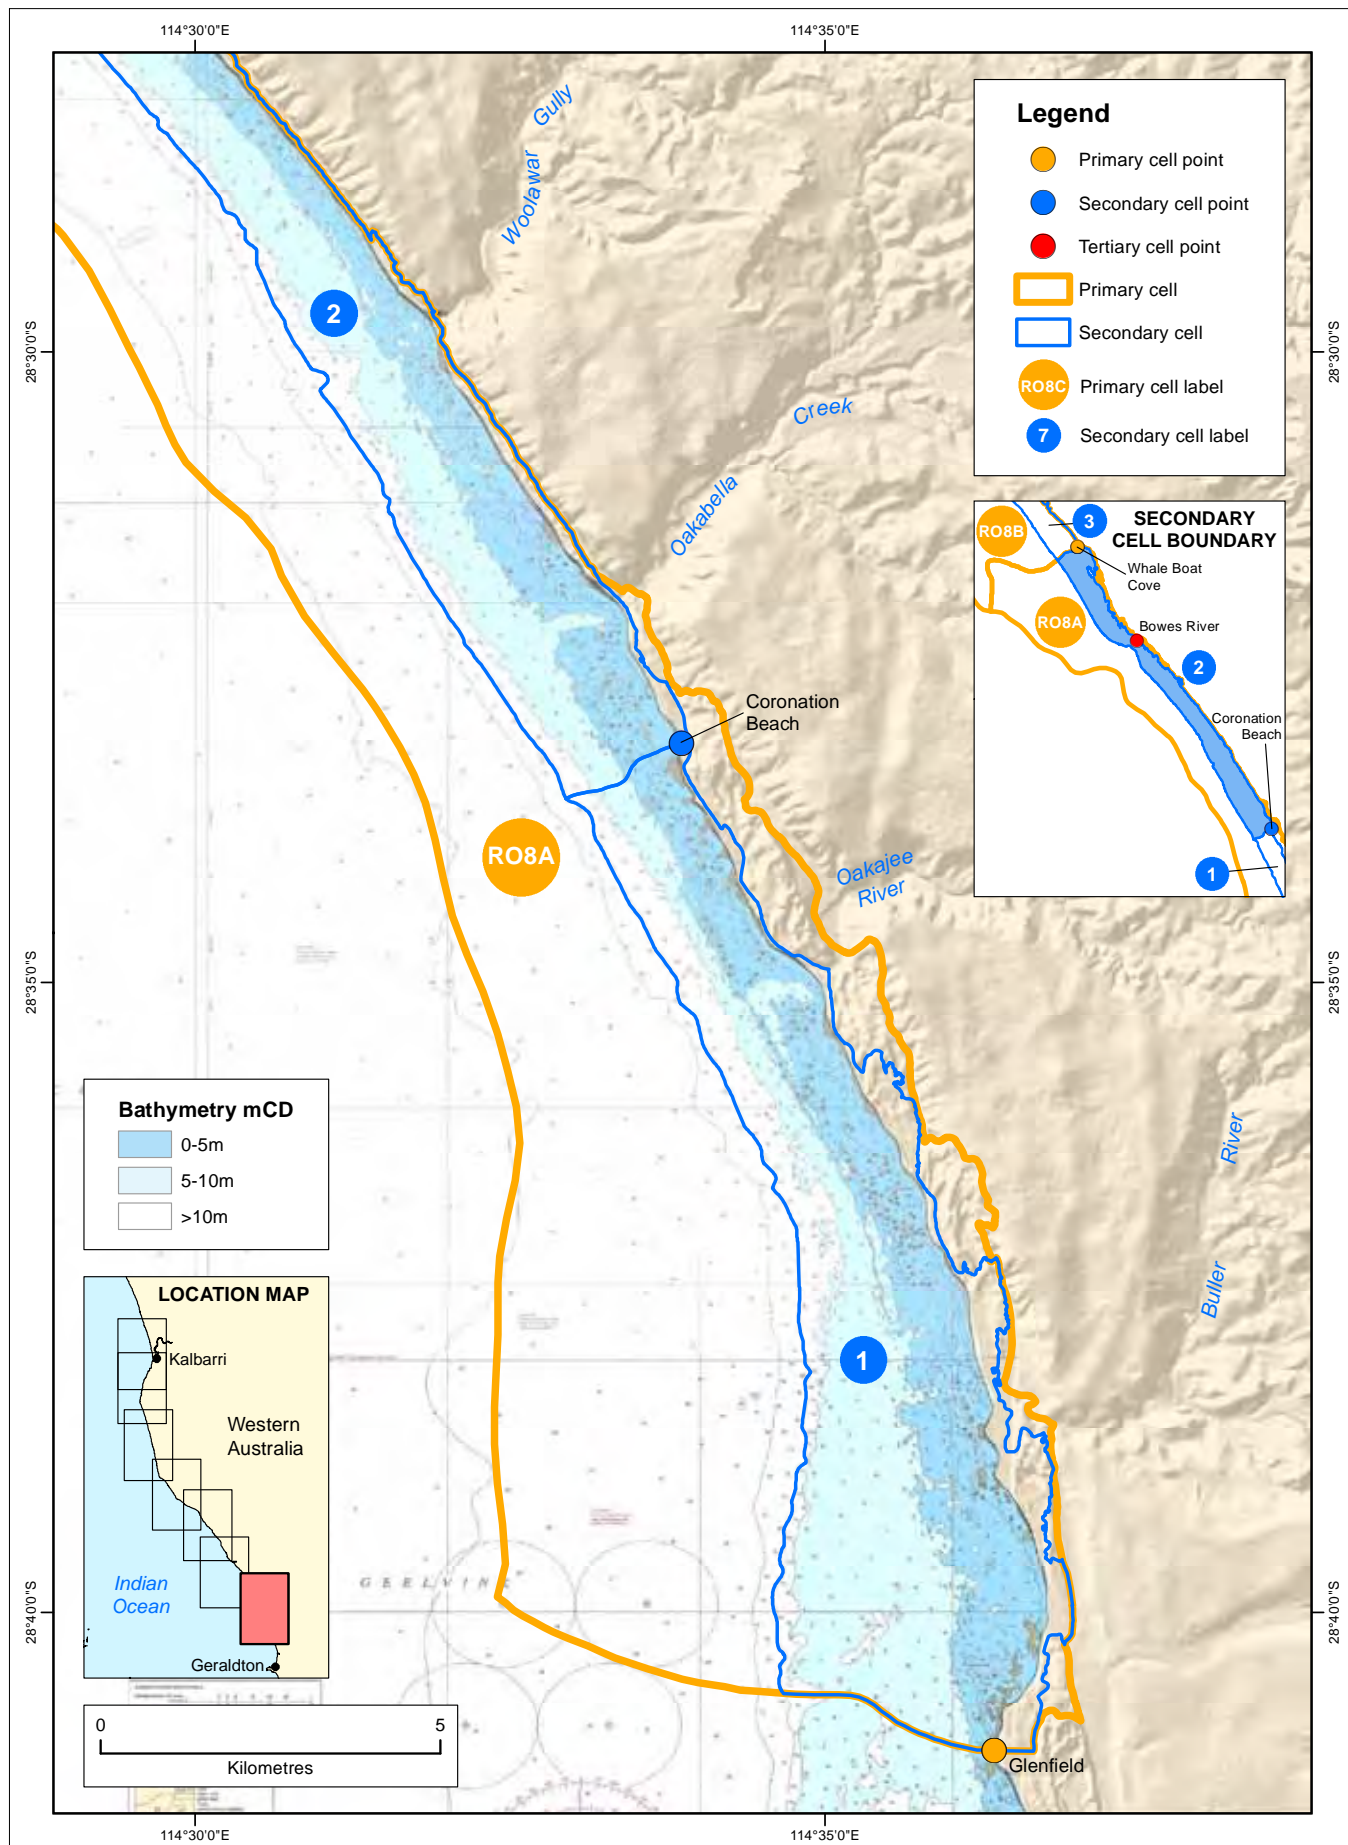 114°30'0"E
114°35'0"E
Woolawar Gully
Legend
Primary cell point
Secondary cell point
Tertiary cell point
Primary cell
Secondary cell
RO8C
Primary cell label
7
Secondary cell label
2
28°30'0"S
28°30'0"S
Oakabella Creek
SECONDARY
CELL BOUNDARY
3
RO8B
Whale Boat
Cove
RO8A
Bowes River
2
Coronation
Beach
1
Coronation
Beach
RO8A
Oakajee
River
28°35'0"S
28°35'0"S
Bathymetry mCD
0-5m
5-10m
>10m
Buller River
LOCATION MAP
Kalbarri
Western
Australia
Indian
Ocean
Geraldton
1
GEELVINK
28°40'0"S
28°40'0"S
0
5
Kilometres
Glenfield
114°30'0"E
114°35'0"E